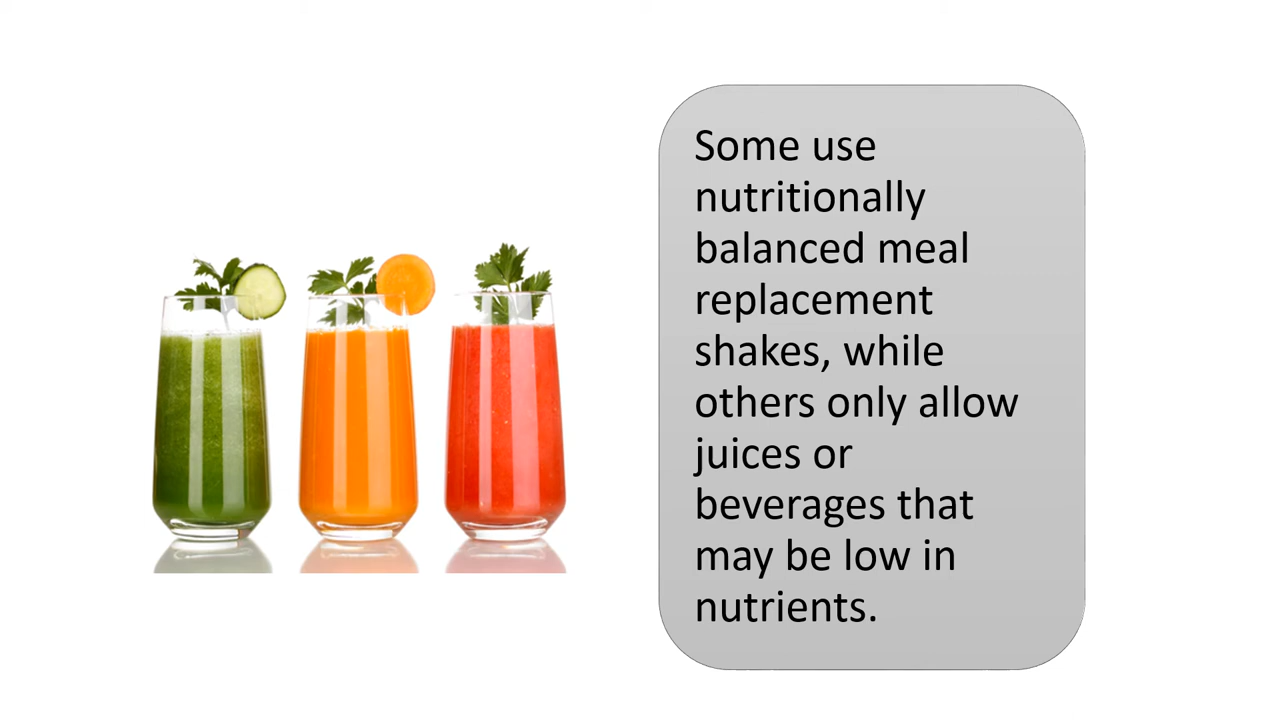 Some use
nutritionally
balanced meal
replacement
shakes, while
others only allow
juices or
beverages that
may be low in
nutrients.